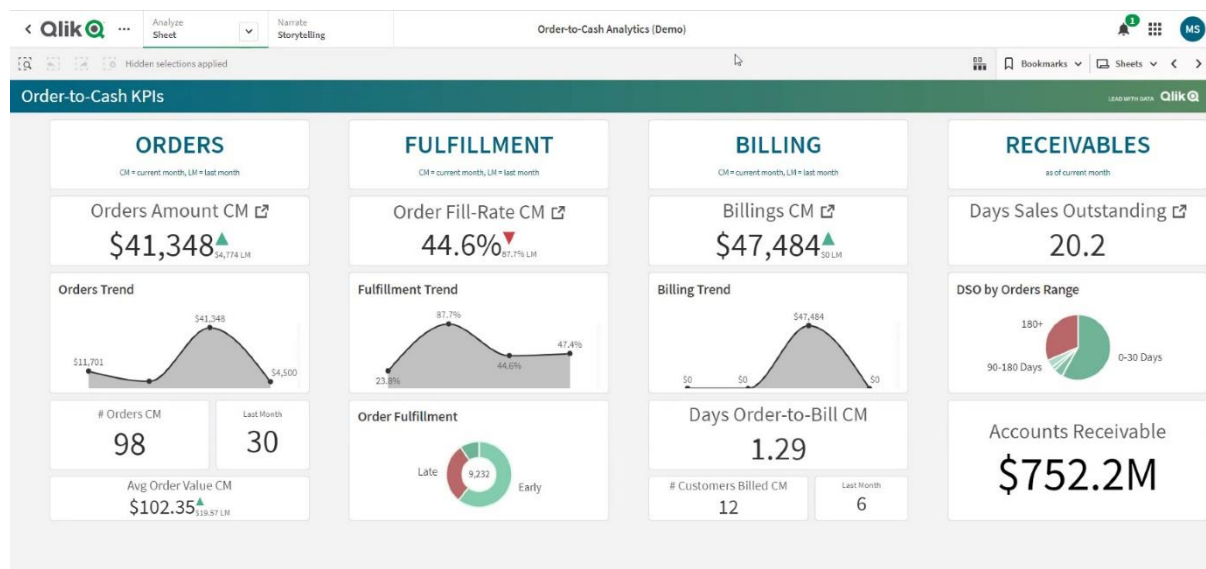 Qlik
Analyze
Sheet
Narrate
Storytelling
Order-to-Cash Analytics (Demo)
1
MS
Hidden selections applied
Bookmarks
Sheets
Order-to-Cash KPIs
LEAD WITH DATA Qlik
ORDERS
CM = current month, LM = last month
FULFILLMENT
CM = current month, LM = last month
BILLING
CM = current month, LM = last month
RECEIVABLES
as of current month
Orders Amount CM
$41,348
$4,774 LM
Order Fill-Rate CM
44.6%
87.7% LM
Billings CM
$47,484
$0 LM
Days Sales Outstanding
20.2
Orders Trend
$11,701
$41,348
$4,500
Fulfillment Trend
23.8%
87.7%
44.6%
47.4%
Billing Trend
$0
$0
$47,484
$0
DSO by Orders Range
180+
90-180 Days
0-30 Days
# Orders CM
98
Last Month
30
Avg Order Value CM
$102.35
$19.57 LM
Order Fulfillment
Late
9,232
Early
Days Order-to-Bill CM
1.29
# Customers Billed CM
12
Last Month
6
Accounts Receivable
$752.2M